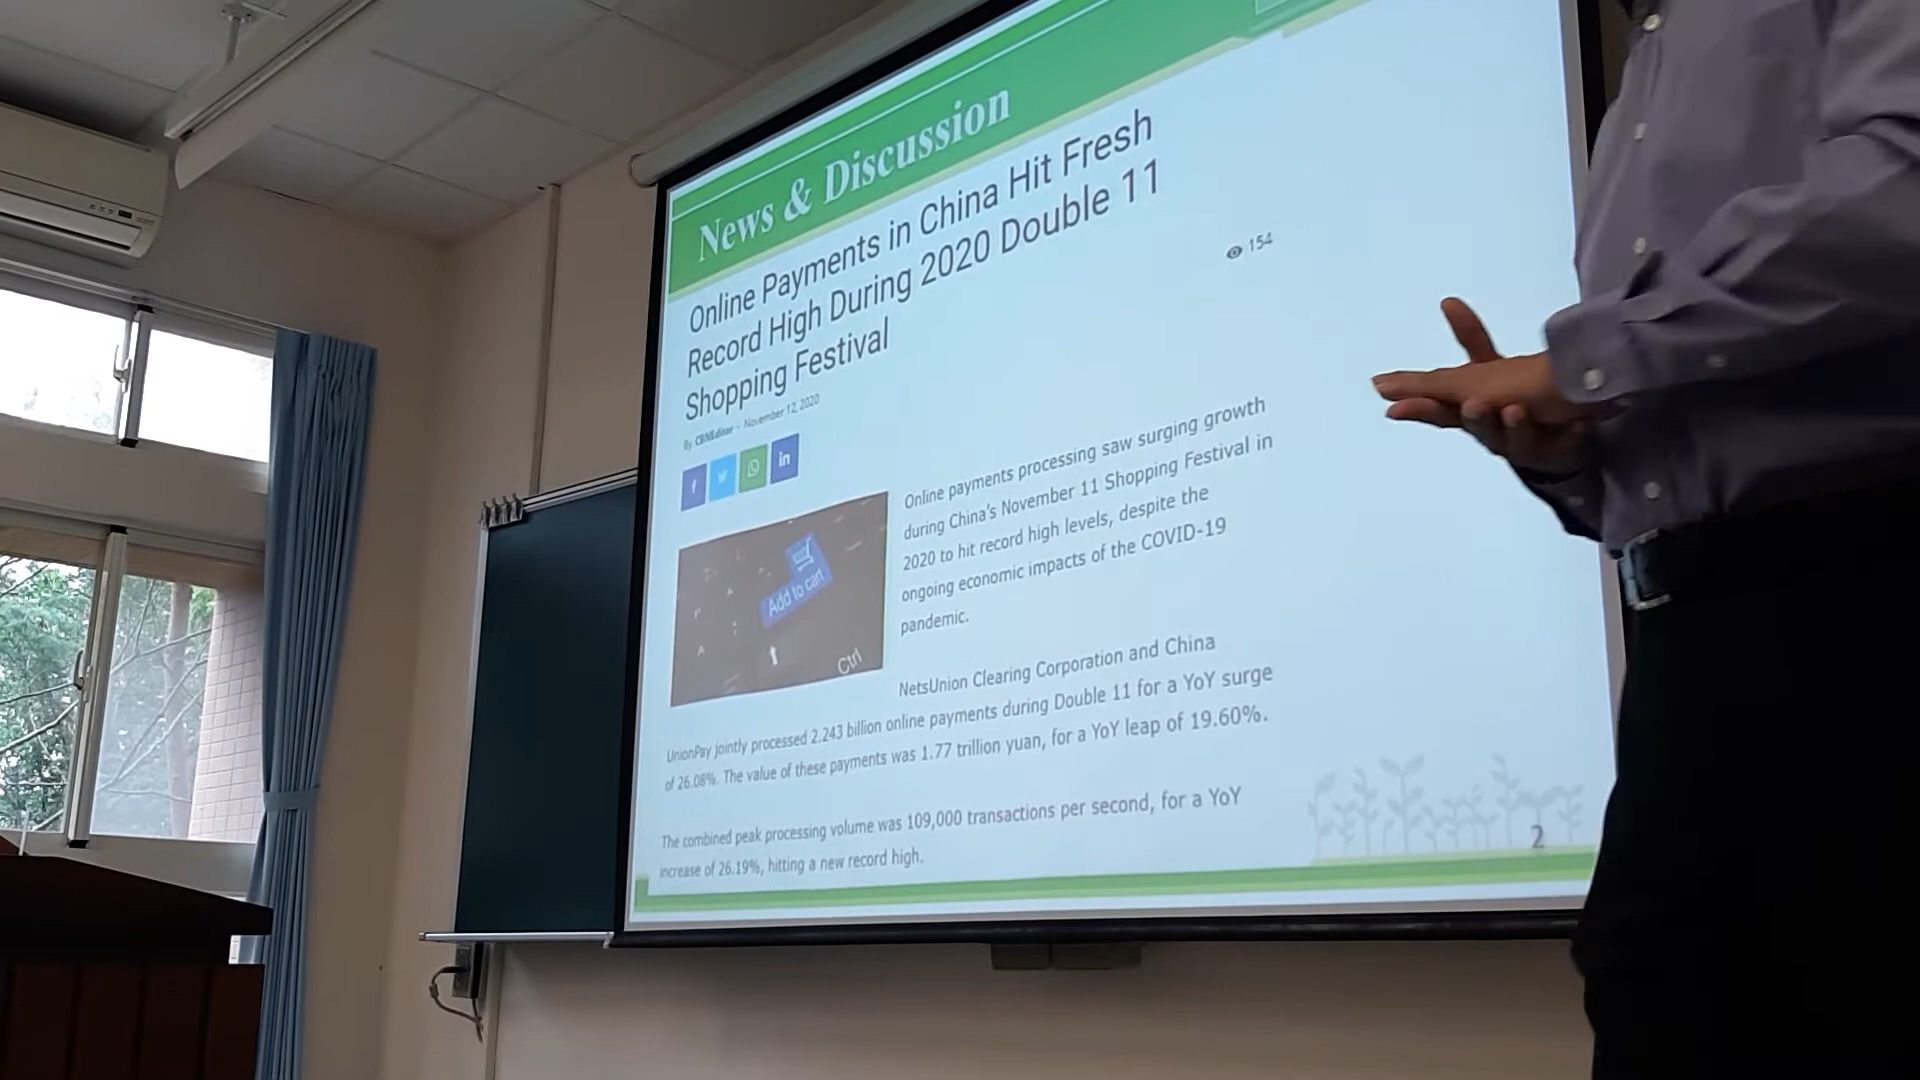 News & Discussion
Online Payments in China Hit Fresh
Record High During 2020 Double 11
Shopping Festival
154
By CBNEditor - November 12, 2020
f
in
Add to cart
Ctrl
Online payments processing saw surging growth
during China's November 11 Shopping Festival in
2020 to hit record high levels, despite the
ongoing economic impacts of the COVID-19
pandemic.
NetsUnion Clearing Corporation and China
UnionPay jointly processed 2.243 billion online payments during Double 11 for a YoY surge
of 26.08%. The value of these payments was 1.77 trillion yuan, for a YoY leap of 19.60%.
The combined peak processing volume was 109,000 transactions per second, for a YoY
increase of 26.19%, hitting a new record high.
2